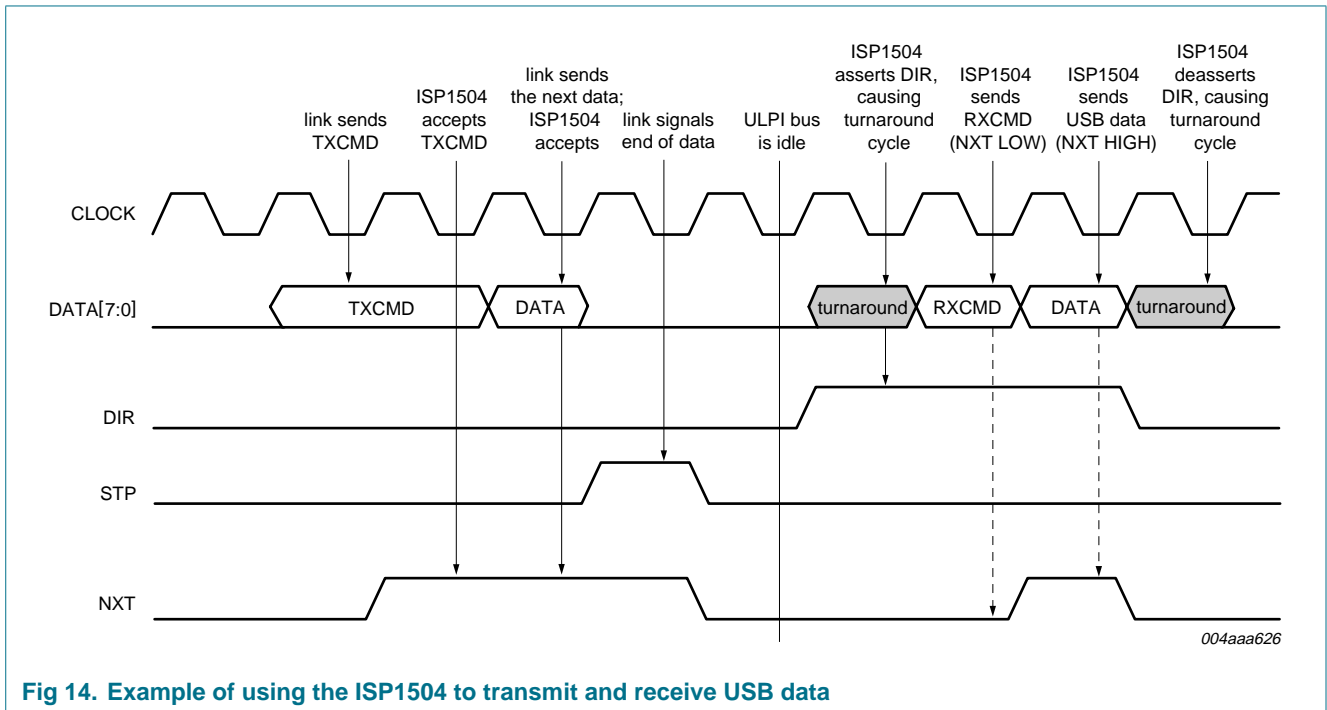 link sends
TXCMD
ISP1504
accepts
TXCMD
link sends
the next data;
ISP1504
accepts
link signals
end of data
ULPI bus
is idle
ISP1504
asserts DIR,
causing
turnaround
cycle
ISP1504
sends
RXCMD
(NXT LOW)
ISP1504
sends
USB data
(NXT HIGH)
ISP1504
deasserts
DIR, causing
turnaround
cycle
CLOCK
DATA[7:0]
TXCMD
DATA
turnaround
RXCMD
DATA
turnaround
DIR
STP
NXT
004aaa626
Fig 14. Example of using the ISP1504 to transmit and receive USB data